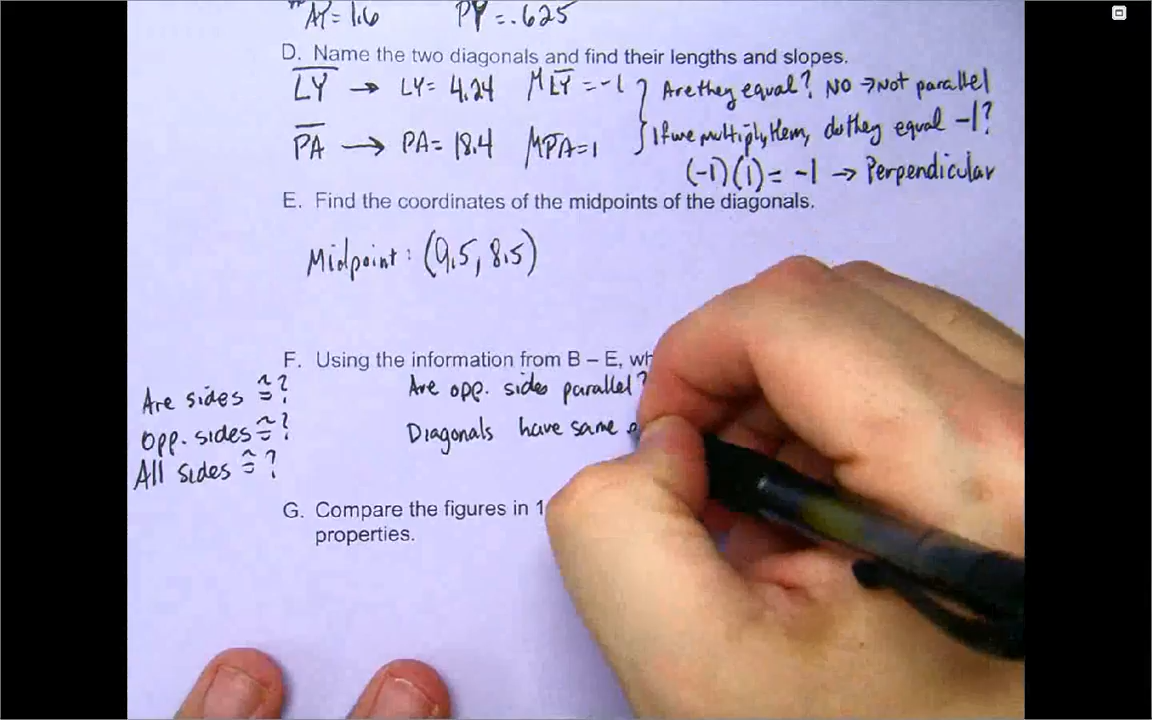 AY = 1.6 PY = .625
D. Name the two diagonals and find their lengths and slopes.
LY → LY = 4.24 MLY = -1 Are they equal? NO → Not parallel
If we multiply them, do they equal -1?
PA → PA = 18.4 MPA = 1
(-1)(1) = -1 → Perpendicular
E. Find the coordinates of the midpoints of the diagonals.
Midpoint: (9.5, 8.5)
F. Using the information from B – E,
Are sides ≅? Are opp. sides parallel?
Opp. sides ≅? Diagonals have same
All sides ≅?
G. Compare the figures in 1
properties.